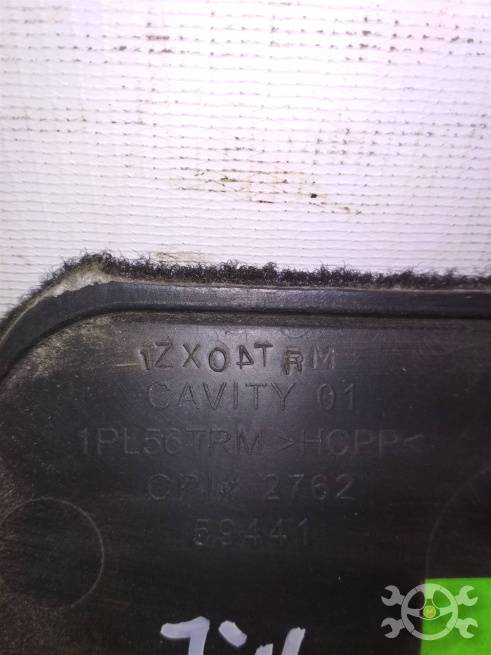 1ZX04TRM
CAVITY 01
1PL56TRM >HCPP<
CPI# 2762
59441